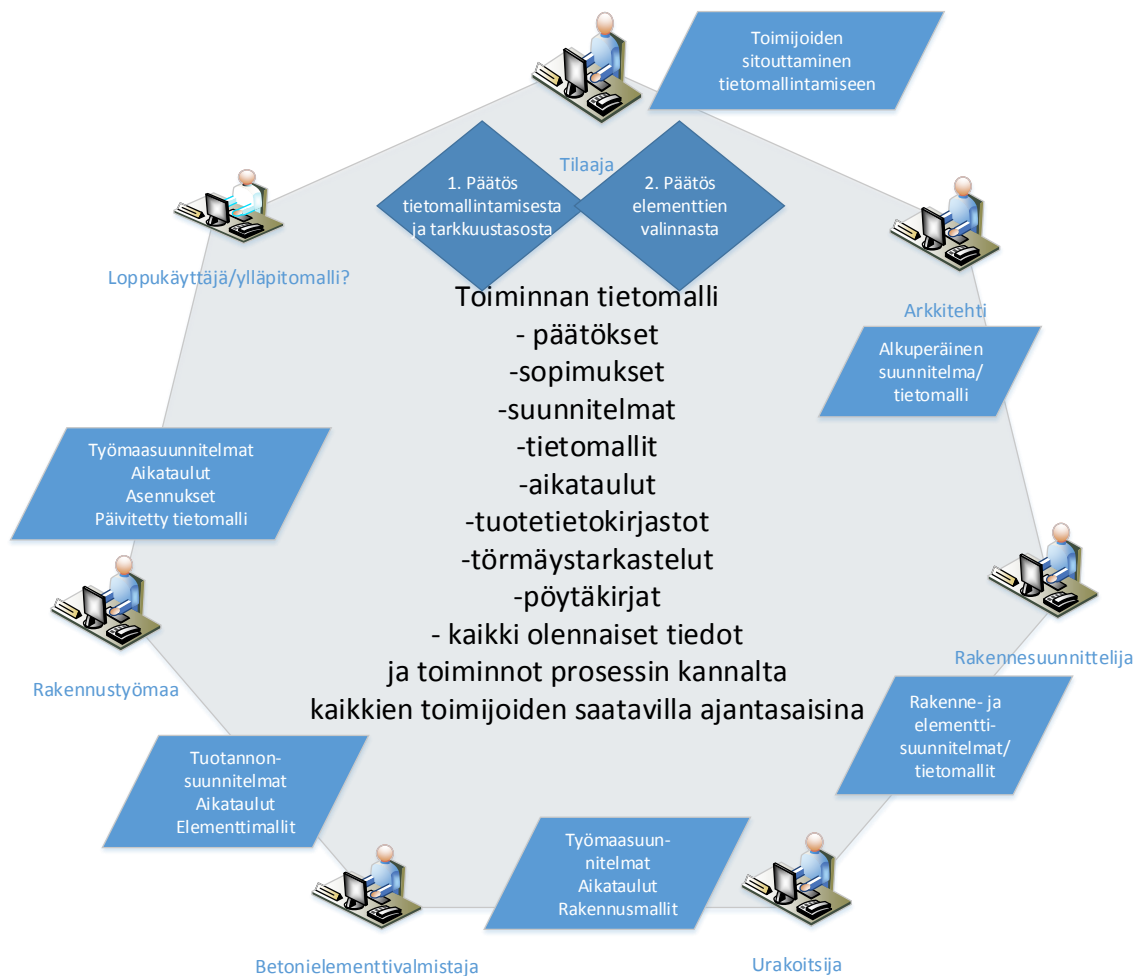 Toimijoiden
sitouttaminen
tietomallintamiseen
Tilaaja
1. Päätös
tietomallintamisesta
ja tarkkuustasosta
2. Päätös
elementtien
valinnasta
Loppukäyttäjä/ylläpitomalli?
Arkkitehti
Alkuperäinen
suunnitelma/
tietomalli
Toiminnan tietomalli
- päätökset
-sopimukset
-suunnitelmat
-tietomallit
-aikataulut
-tuotetietokirjastot
-törmäystarkastelut
-pöytäkirjat
- kaikki olennaiset tiedot
ja toiminnot prosessin kannalta
kaikkien toimijoiden saatavilla ajantasaisina
Työmaasuunnitelmat
Aikataulut
Asennukset
Päivitetty tietomalli
Rakennustyömaa
Rakennesuunnittelija
Rakenne- ja
elementti-
suunnitelmat/
tietomallit
Tuotannon-
suunnitelmat
Aikataulut
Elementtimallit
Työmaasuun-
nitelmat
Aikataulut
Rakennusmallit
Betonielementtivalmistaja
Urakoitsija